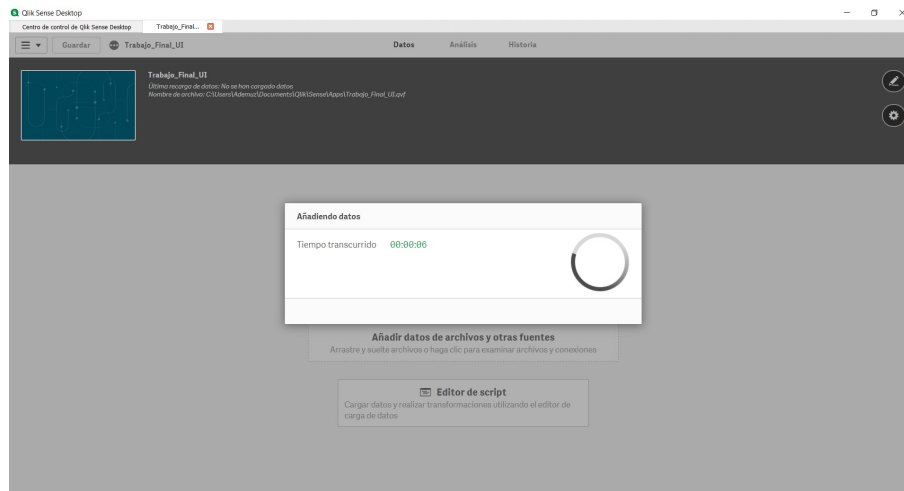 Qlik Sense Desktop
Centro de control de Qlik Sense Desktop
Trabajo_Final...
Guardar
Trabajo_Final_UI
Datos
Análisis
Historia
Trabajo_Final_UI
Última recarga de datos: No se han cargado datos
Nombre de archivo: C:\Users\Ademuz\Documents\Qlik\Sense\Apps\Trabajo_Final_UI.qvf
Añadiendo datos
Tiempo transcurrido 00:00:06
Añadir datos de archivos y otras fuentes
Arrastre y suelte archivos o haga clic para examinar archivos y conexiones
Editor de script
Cargar datos y realizar transformaciones utilizando el editor de
carga de datos